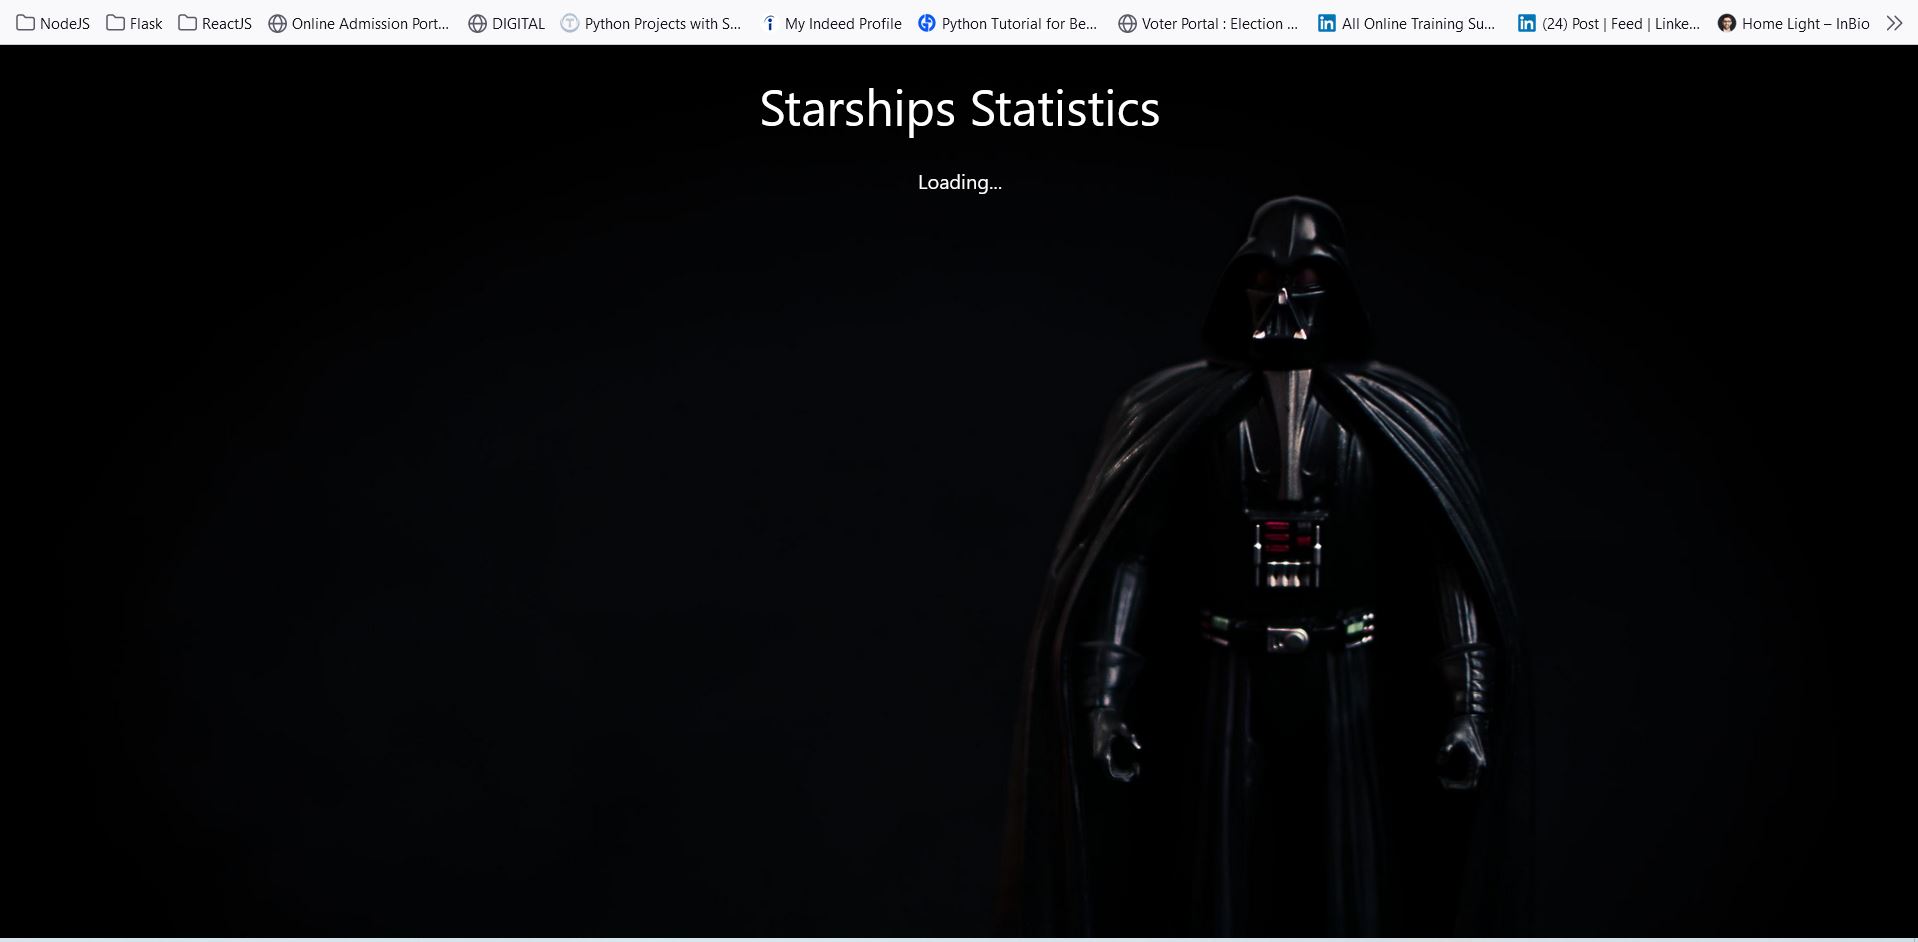 NodeJS Flask ReactJS Online Admission Port... DIGITAL Python Projects with S... My Indeed Profile Python Tutorial for Be... Voter Portal : Election ... All Online Training Su... (24) Post | Feed | Linke... Home Light – InBio
Starships Statistics
Loading...